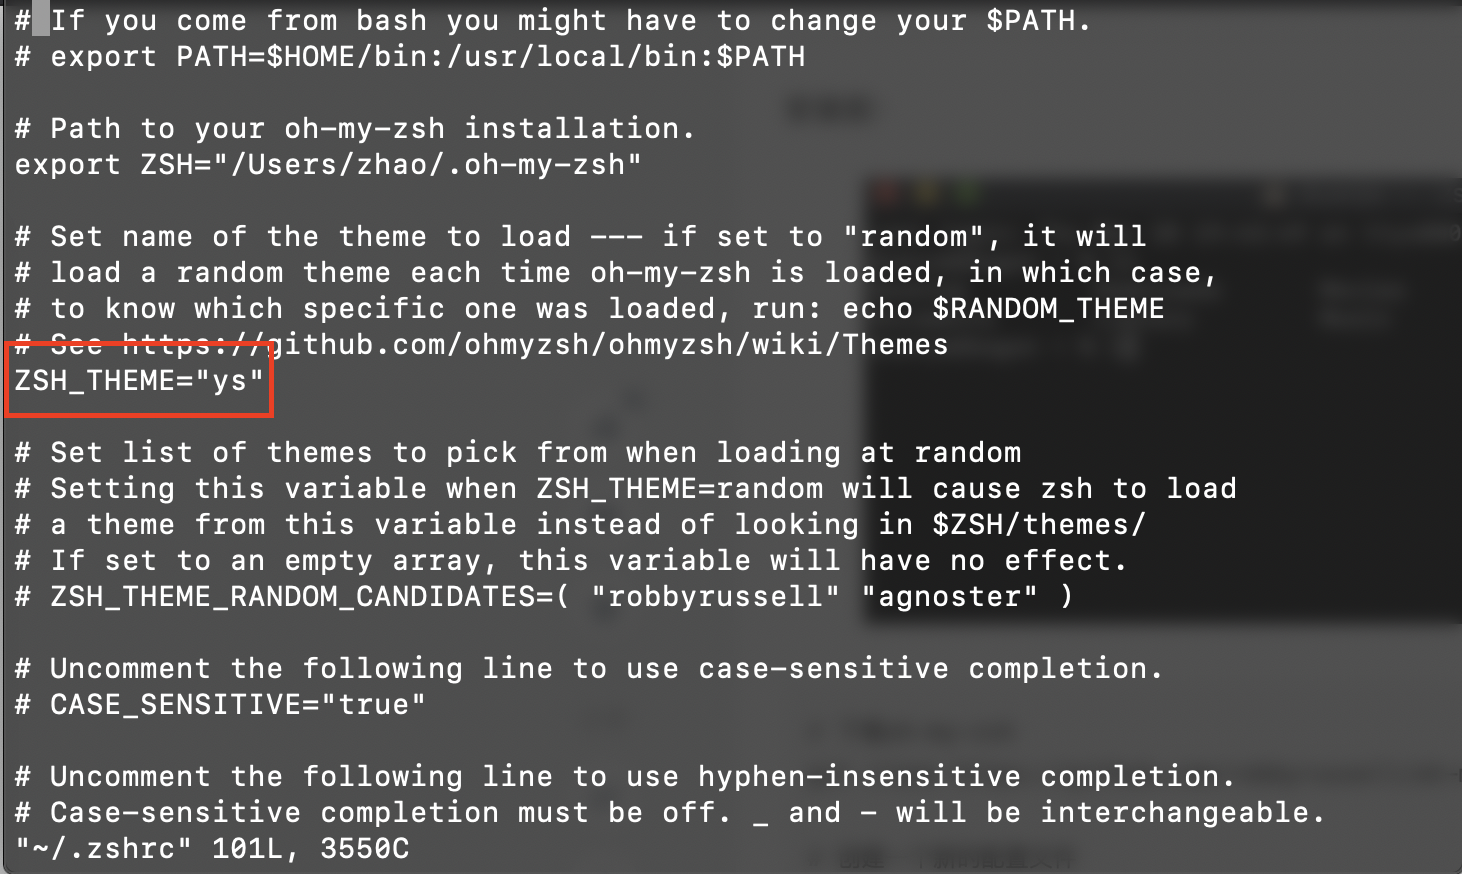 # If you come from bash you might have to change your $PATH.
# export PATH=$HOME/bin:/usr/local/bin:$PATH
# Path to your oh-my-zsh installation.
export ZSH="/Users/zhao/.oh-my-zsh"
# Set name of the theme to load --- if set to "random", it will
# load a random theme each time oh-my-zsh is loaded, in which case,
# to know which specific one was loaded, run: echo $RANDOM_THEME
# See https://github.com/ohmyzsh/ohmyzsh/wiki/Themes
ZSH_THEME="ys"
# Set list of themes to pick from when loading at random
# Setting this variable when ZSH_THEME=random will cause zsh to load
# a theme from this variable instead of looking in $ZSH/themes/
# If set to an empty array, this variable will have no effect.
# ZSH_THEME_RANDOM_CANDIDATES=( "robbyrussell" "agnoster" )
# Uncomment the following line to use case-sensitive completion.
# CASE_SENSITIVE="true"
# Uncomment the following line to use hyphen-insensitive completion.
# Case-sensitive completion must be off. _ and - will be interchangeable.
"~/.zshrc" 101L, 3550C